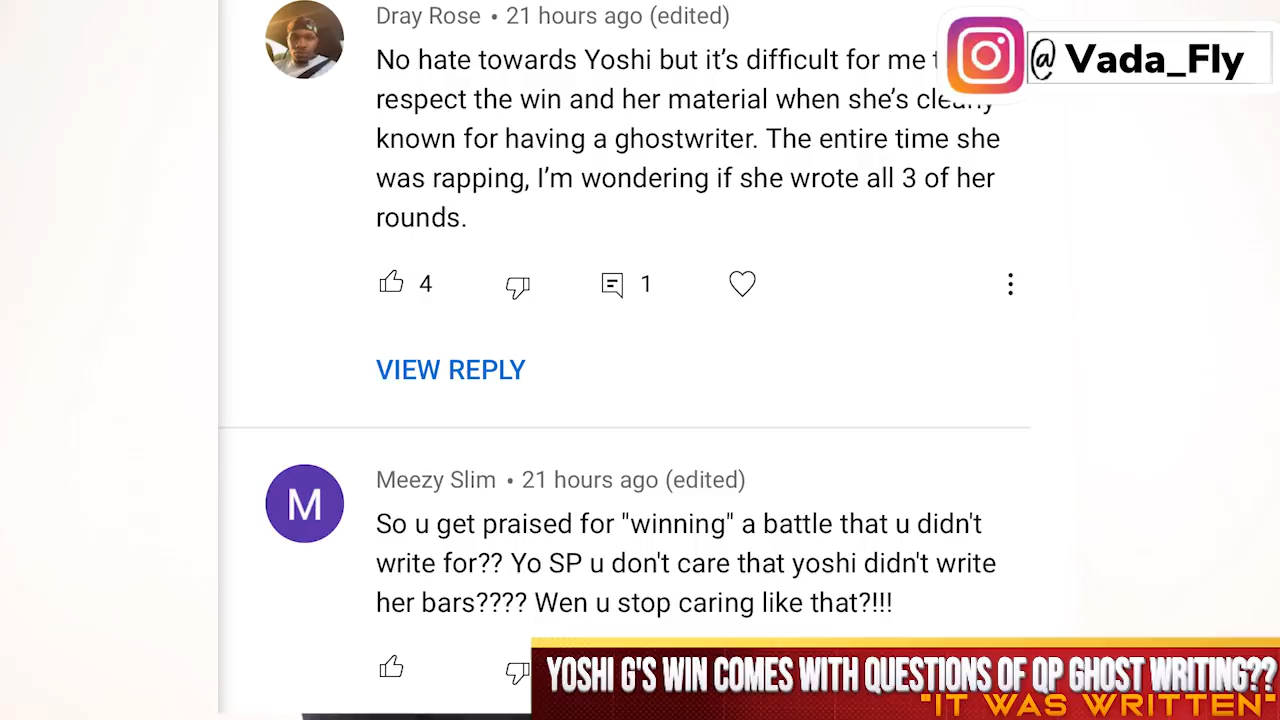 Dray Rose • 21 hours ago (edited)
@ Vada_Fly
No hate towards Yoshi but it's difficult for me
respect the win and her material when she's clearly
known for having a ghostwriter. The entire time she
was rapping, I'm wondering if she wrote all 3 of her
rounds.
4
1
VIEW REPLY
M
Meezy Slim • 21 hours ago (edited)
So u get praised for "winning" a battle that u didn't
write for?? Yo SP u don't care that yoshi didn't write
her bars???? Wen u stop caring like that?!!!
YOSHI G'S WIN COMES WITH QUESTIONS OF QP GHOST WRITING??
"IT WAS WRITTEN"